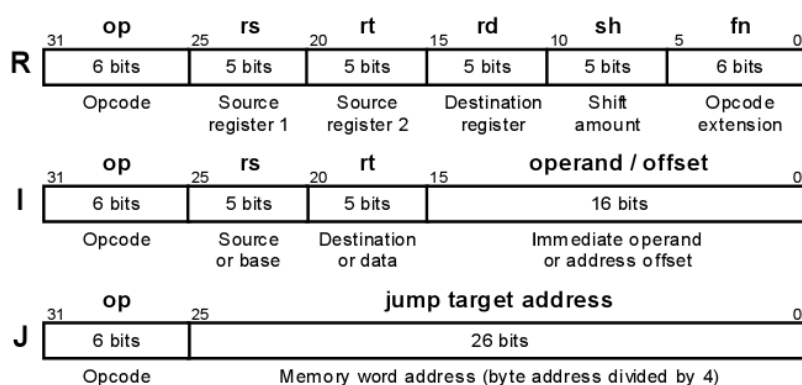 op rs rt rd sh fn
31 25 20 15 10 5 0
R 6 bits 5 bits 5 bits 5 bits 5 bits 6 bits
Opcode Source Source Destination Shift Opcode
register 1 register 2 register amount extension
op rs rt operand / offset
31 25 20 15 0
I 6 bits 5 bits 5 bits 16 bits
Opcode Source Destination Immediate operand
or base or data or address offset
op jump target address
31 25 0
J 6 bits 26 bits
Opcode Memory word address (byte address divided by 4)